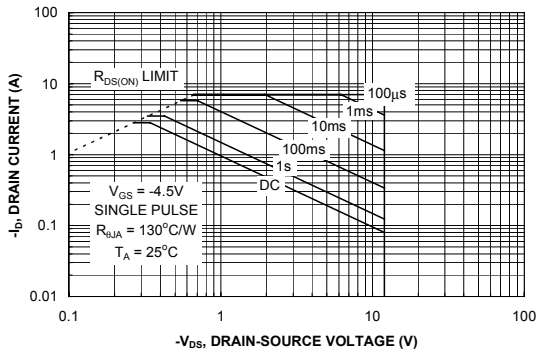 100
10
1
0.1
0.01
-I_D, DRAIN CURRENT (A)
R_DS(ON) LIMIT
100μs
1ms
10ms
100ms
1s
DC
V_GS = -4.5V
SINGLE PULSE
R_θJA = 130°C/W
T_A = 25°C
0.1
1
10
100
-V_DS, DRAIN-SOURCE VOLTAGE (V)